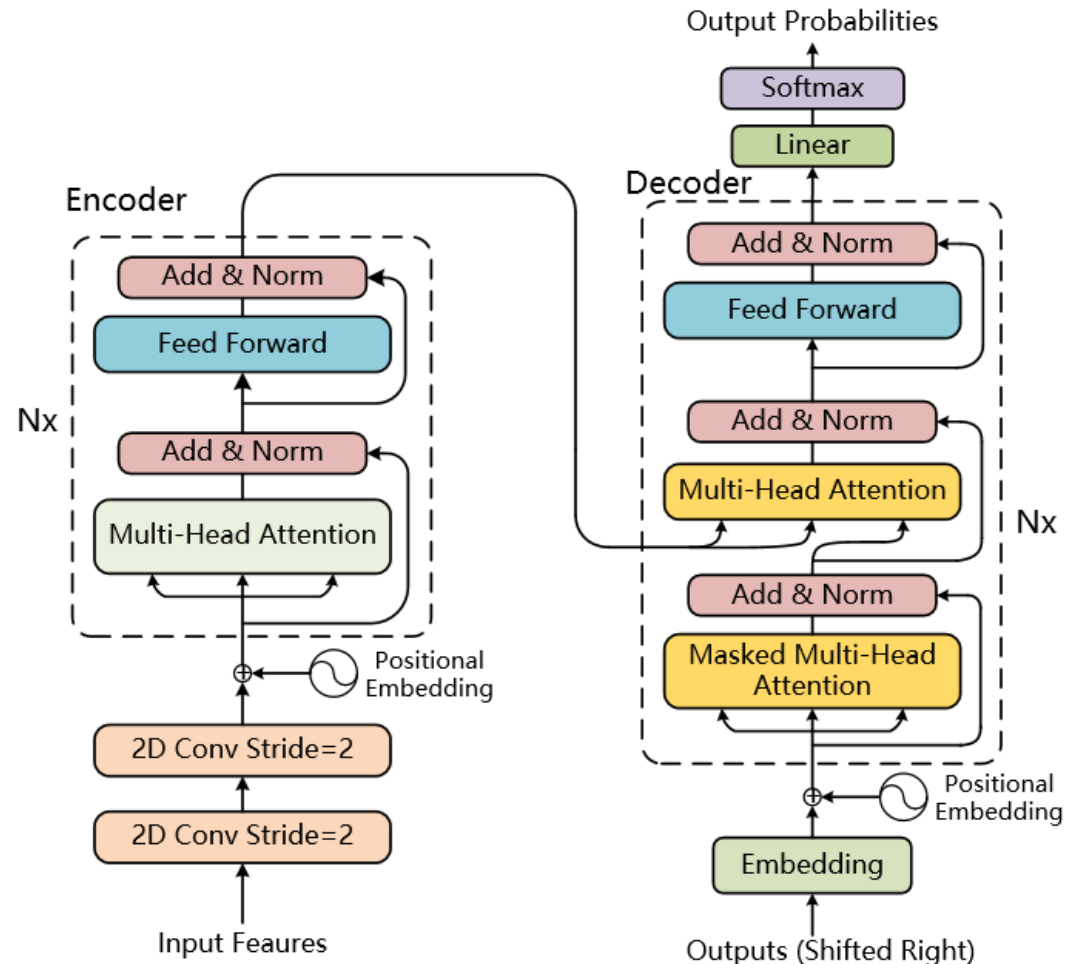 Output Probabilities
Softmax
Linear
Decoder
Add & Norm
Feed Forward
Add & Norm
Multi-Head Attention
Nx
Add & Norm
Masked Multi-Head
Attention
Positional
Embedding
Embedding
Outputs (Shifted Right)
Encoder
Add & Norm
Feed Forward
Nx
Add & Norm
Multi-Head Attention
Positional
Embedding
2D Conv Stride=2
2D Conv Stride=2
Input Feaures